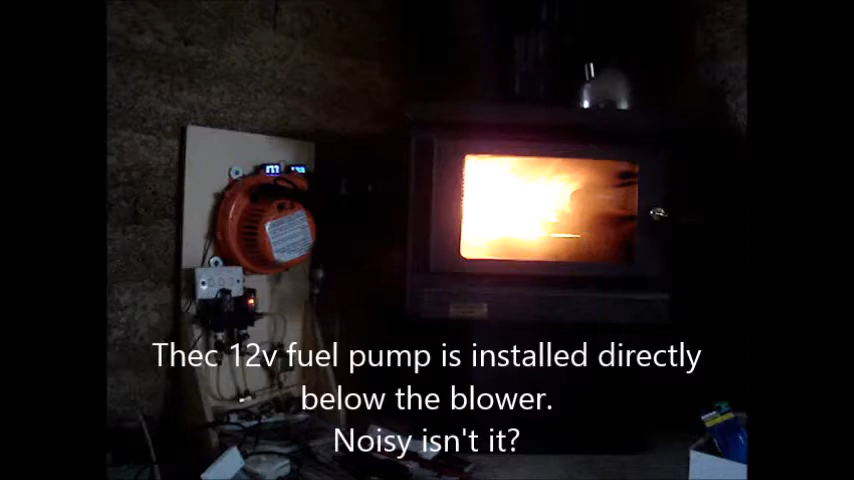 Thec 12v fuel pump is installed directly
below the blower.
Noisy isn't it?